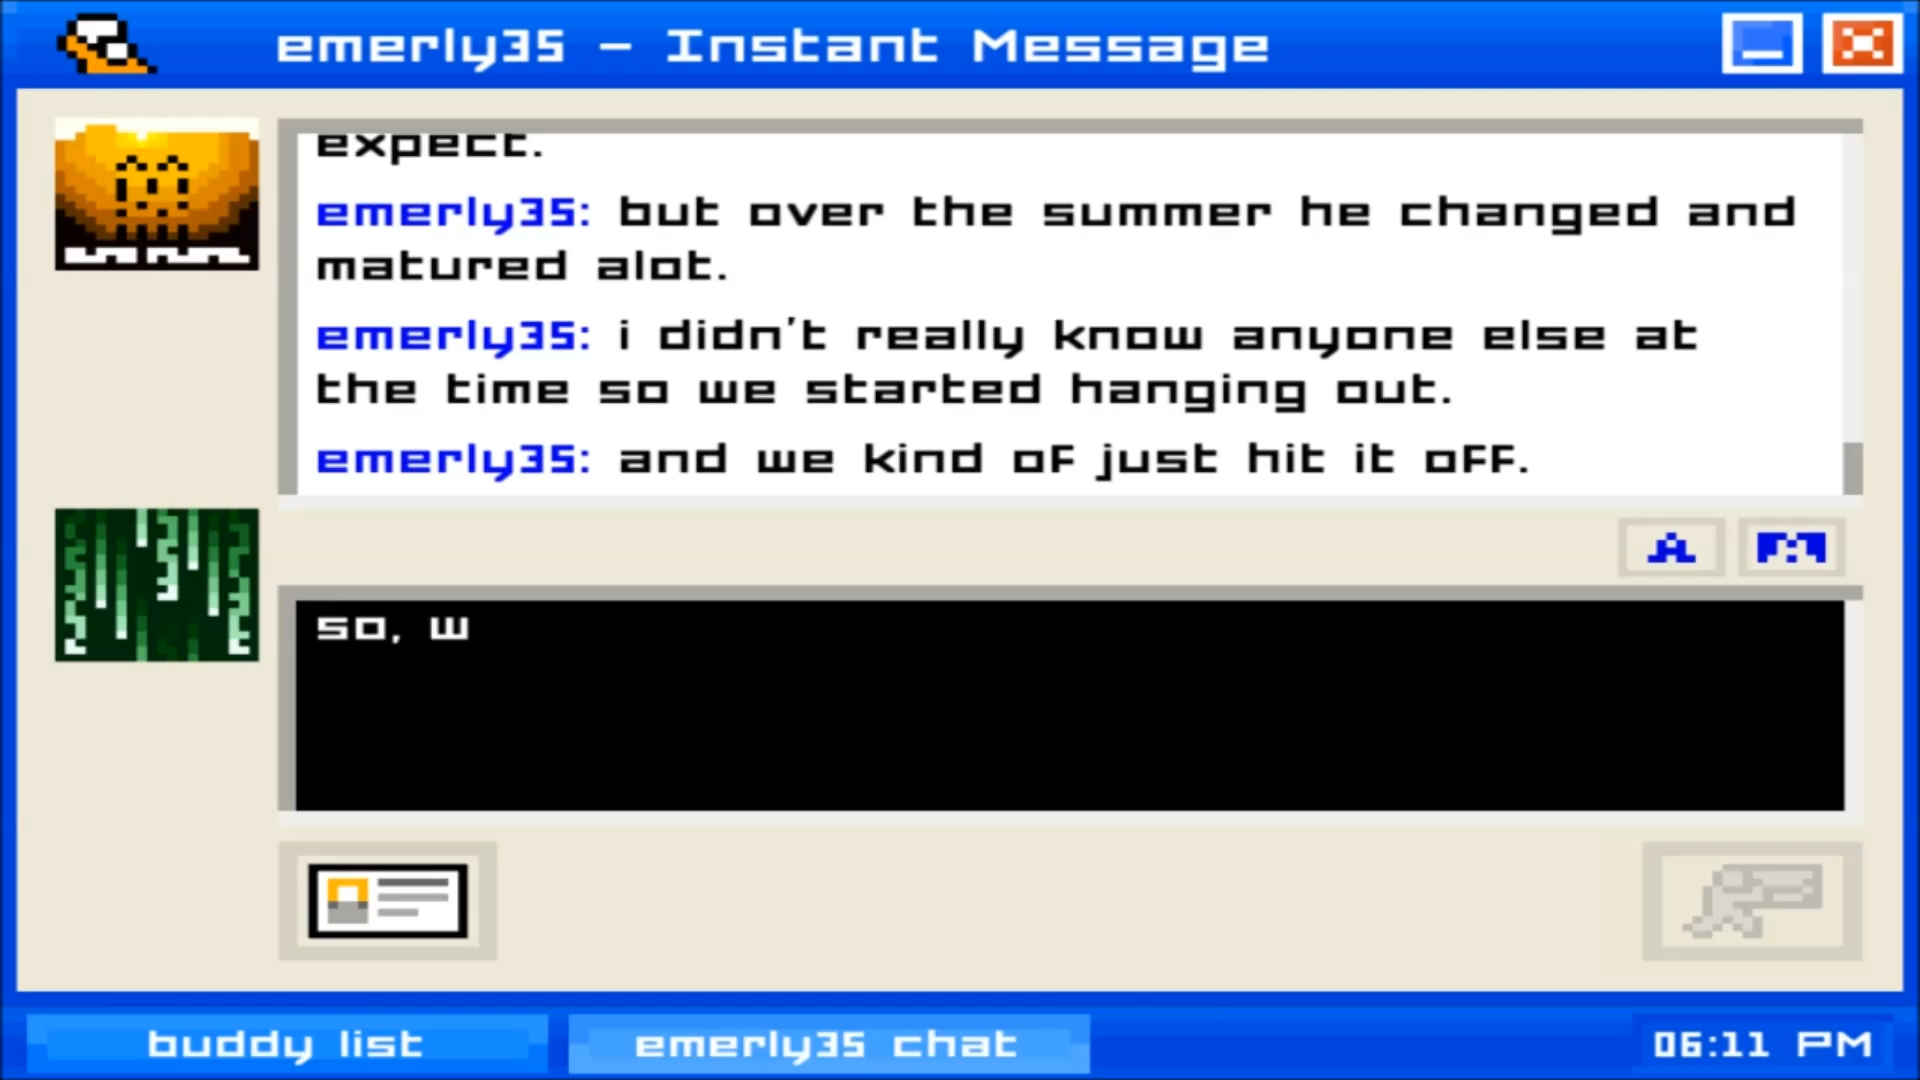 emerly35 - Instant Message
expect.
emerly35: but over the summer he changed and
matured alot.
emerly35: i didn't really know anyone else at
the time so we started hanging out.
emerly35: and we kind of just hit it off.
A
so, w
buddy list
emerly35 chat
06:11 PM